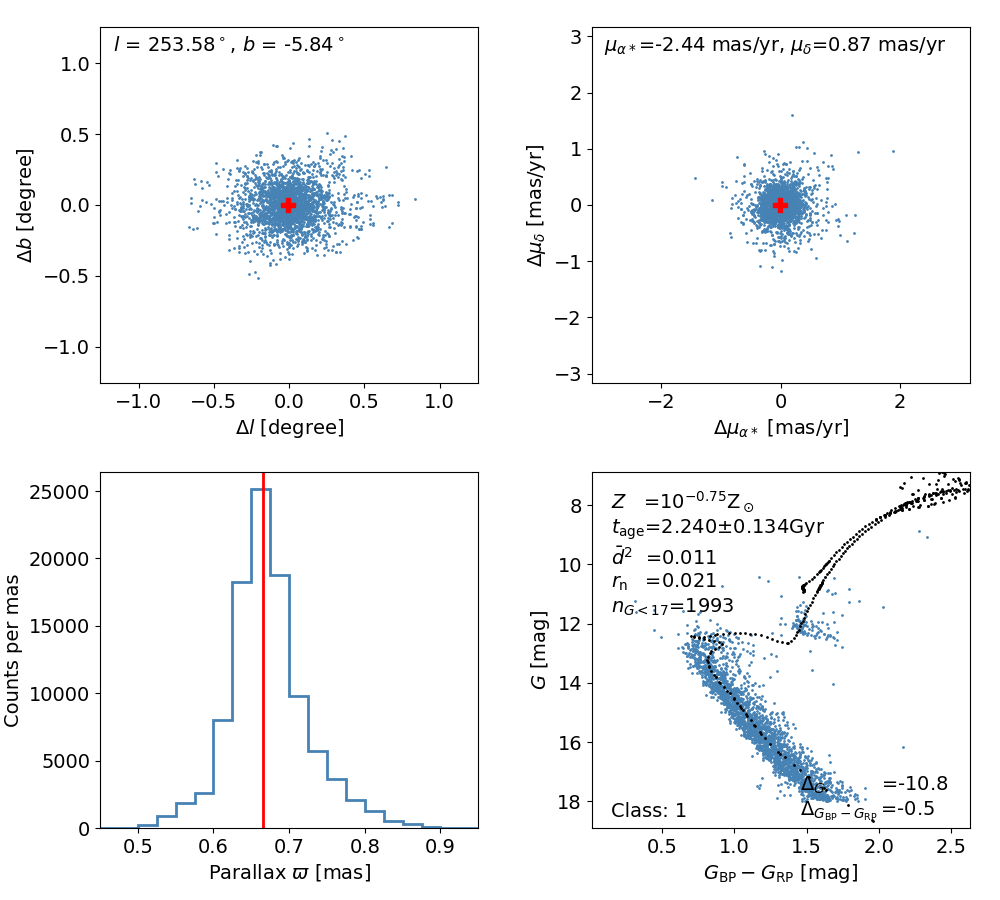 l = 253.58°, b = -5.84°
1.0
0.5
0.0
−0.5
−1.0
Δb [degree]
−1.0 −0.5 0.0 0.5 1.0
Δl [degree]
μα*=-2.44 mas/yr, μδ=0.87 mas/yr
3
2
1
0
−1
−2
−3
Δμδ [mas/yr]
−2 0 2
Δμα* [mas/yr]
25000
20000
15000
10000
5000
0
Counts per mas
0.5 0.6 0.7 0.8 0.9
Parallax ϖ [mas]
Z =10^−0.75 Z⊙
t_age=2.240±0.134Gyr
d̄² =0.011
r_n =0.021
n_G<17=1993
8
10
12
14
16
18
G [mag]
Δ_G =-10.8
Δ_GBP−GRP=-0.5
Class: 1
0.5 1.0 1.5 2.0 2.5
G_BP − G_RP [mag]